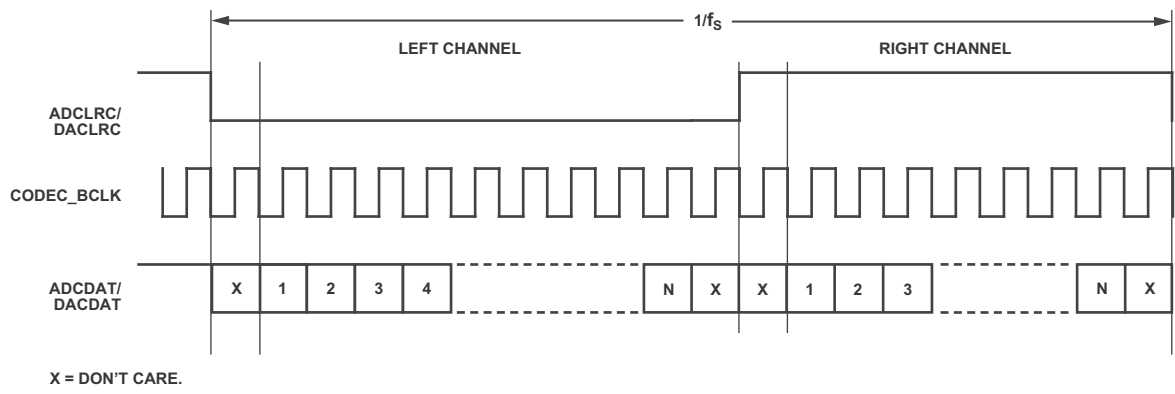 1/fS
LEFT CHANNEL
RIGHT CHANNEL
ADCLRC/
DACLRC
CODEC_BCLK
ADCDAT/
DACDAT
X 1 2 3 4 N X X 1 2 3 N X
X = DON'T CARE.